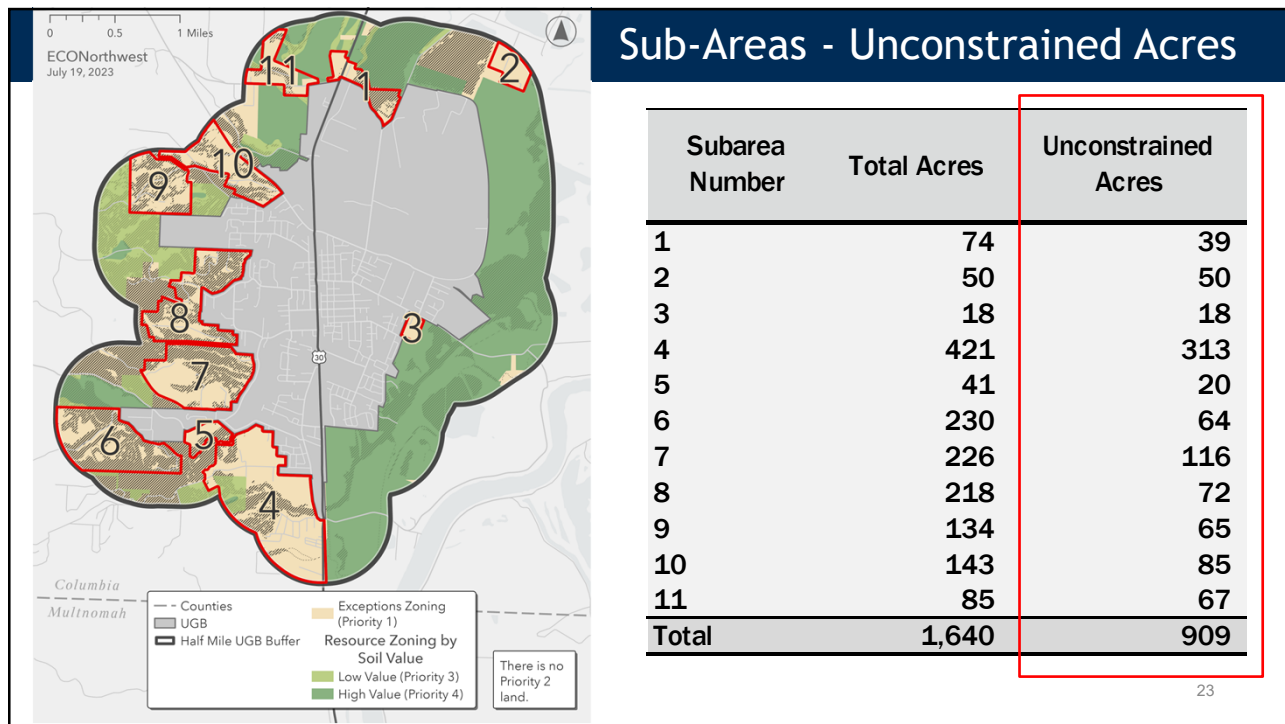 0 0.5 1 Miles
ECONorthwest
July 19, 2023
11
1
2
10
9
8
3
30
7
6
5
4
Columbia
Multnomah
Counties
UGB
Half Mile UGB Buffer
Exceptions Zoning
(Priority 1)
Resource Zoning by
Soil Value
Low Value (Priority 3)
High Value (Priority 4)
There is no
Priority 2
land.
Sub-Areas - Unconstrained Acres
Subarea Number Total Acres Unconstrained Acres
1 74 39
2 50 50
3 18 18
4 421 313
5 41 20
6 230 64
7 226 116
8 218 72
9 134 65
10 143 85
11 85 67
Total 1,640 909
23